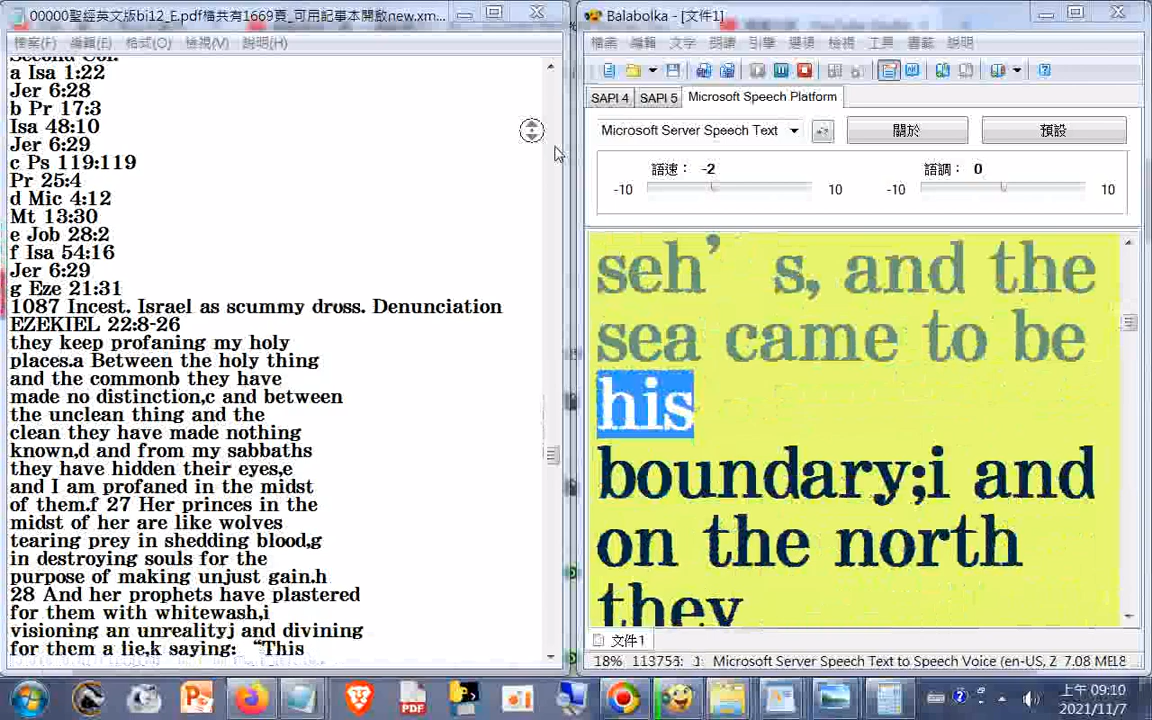 00000聖經英文版bi12_E.pdf檔共有1669頁_可用記事本開啟new.xm...
檔案(F) 編輯(E) 格式(O) 檢視(V) 說明(H)
Second Col.
a Isa 1:22
Jer 6:28
b Pr 17:3
Isa 48:10
Jer 6:29
c Ps 119:119
Pr 25:4
d Mic 4:12
Mt 13:30
e Job 28:2
f Isa 54:16
Jer 6:29
g Eze 21:31
1087 Incest. Israel as scummy dross. Denunciation
EZEKIEL 22:8-26
they keep profaning my holy
places.a Between the holy thing
and the commonb they have
made no distinction,c and between
the unclean thing and the
clean they have made nothing
known,d and from my sabbaths
they have hidden their eyes,e
and I am profaned in the midst
of them.f 27 Her princes in the
midst of her are like wolves
tearing prey in shedding blood,g
in destroying souls for the
purpose of making unjust gain.h
28 And her prophets have plastered
for them with whitewash,i
visioning an unrealityj and divining
for them a lie,k saying: “This
Balabolka - [文件1]
檔案 編輯 文字 朗讀 引擎 選項 檢視 工具 書籤 說明
SAPI 4 SAPI 5 Microsoft Speech Platform
Microsoft Server Speech Text 關於 預設
語速： -2 語調： 0
-10 10 -10 10
seh’ s, and the
sea came to be
his
boundary;i and
on the north
they
文件1
18% 113753: 1 Microsoft Server Speech Text to Speech Voice (en-US, Z 7.08 MEL8
PDF
上午 09:10
2021/11/7